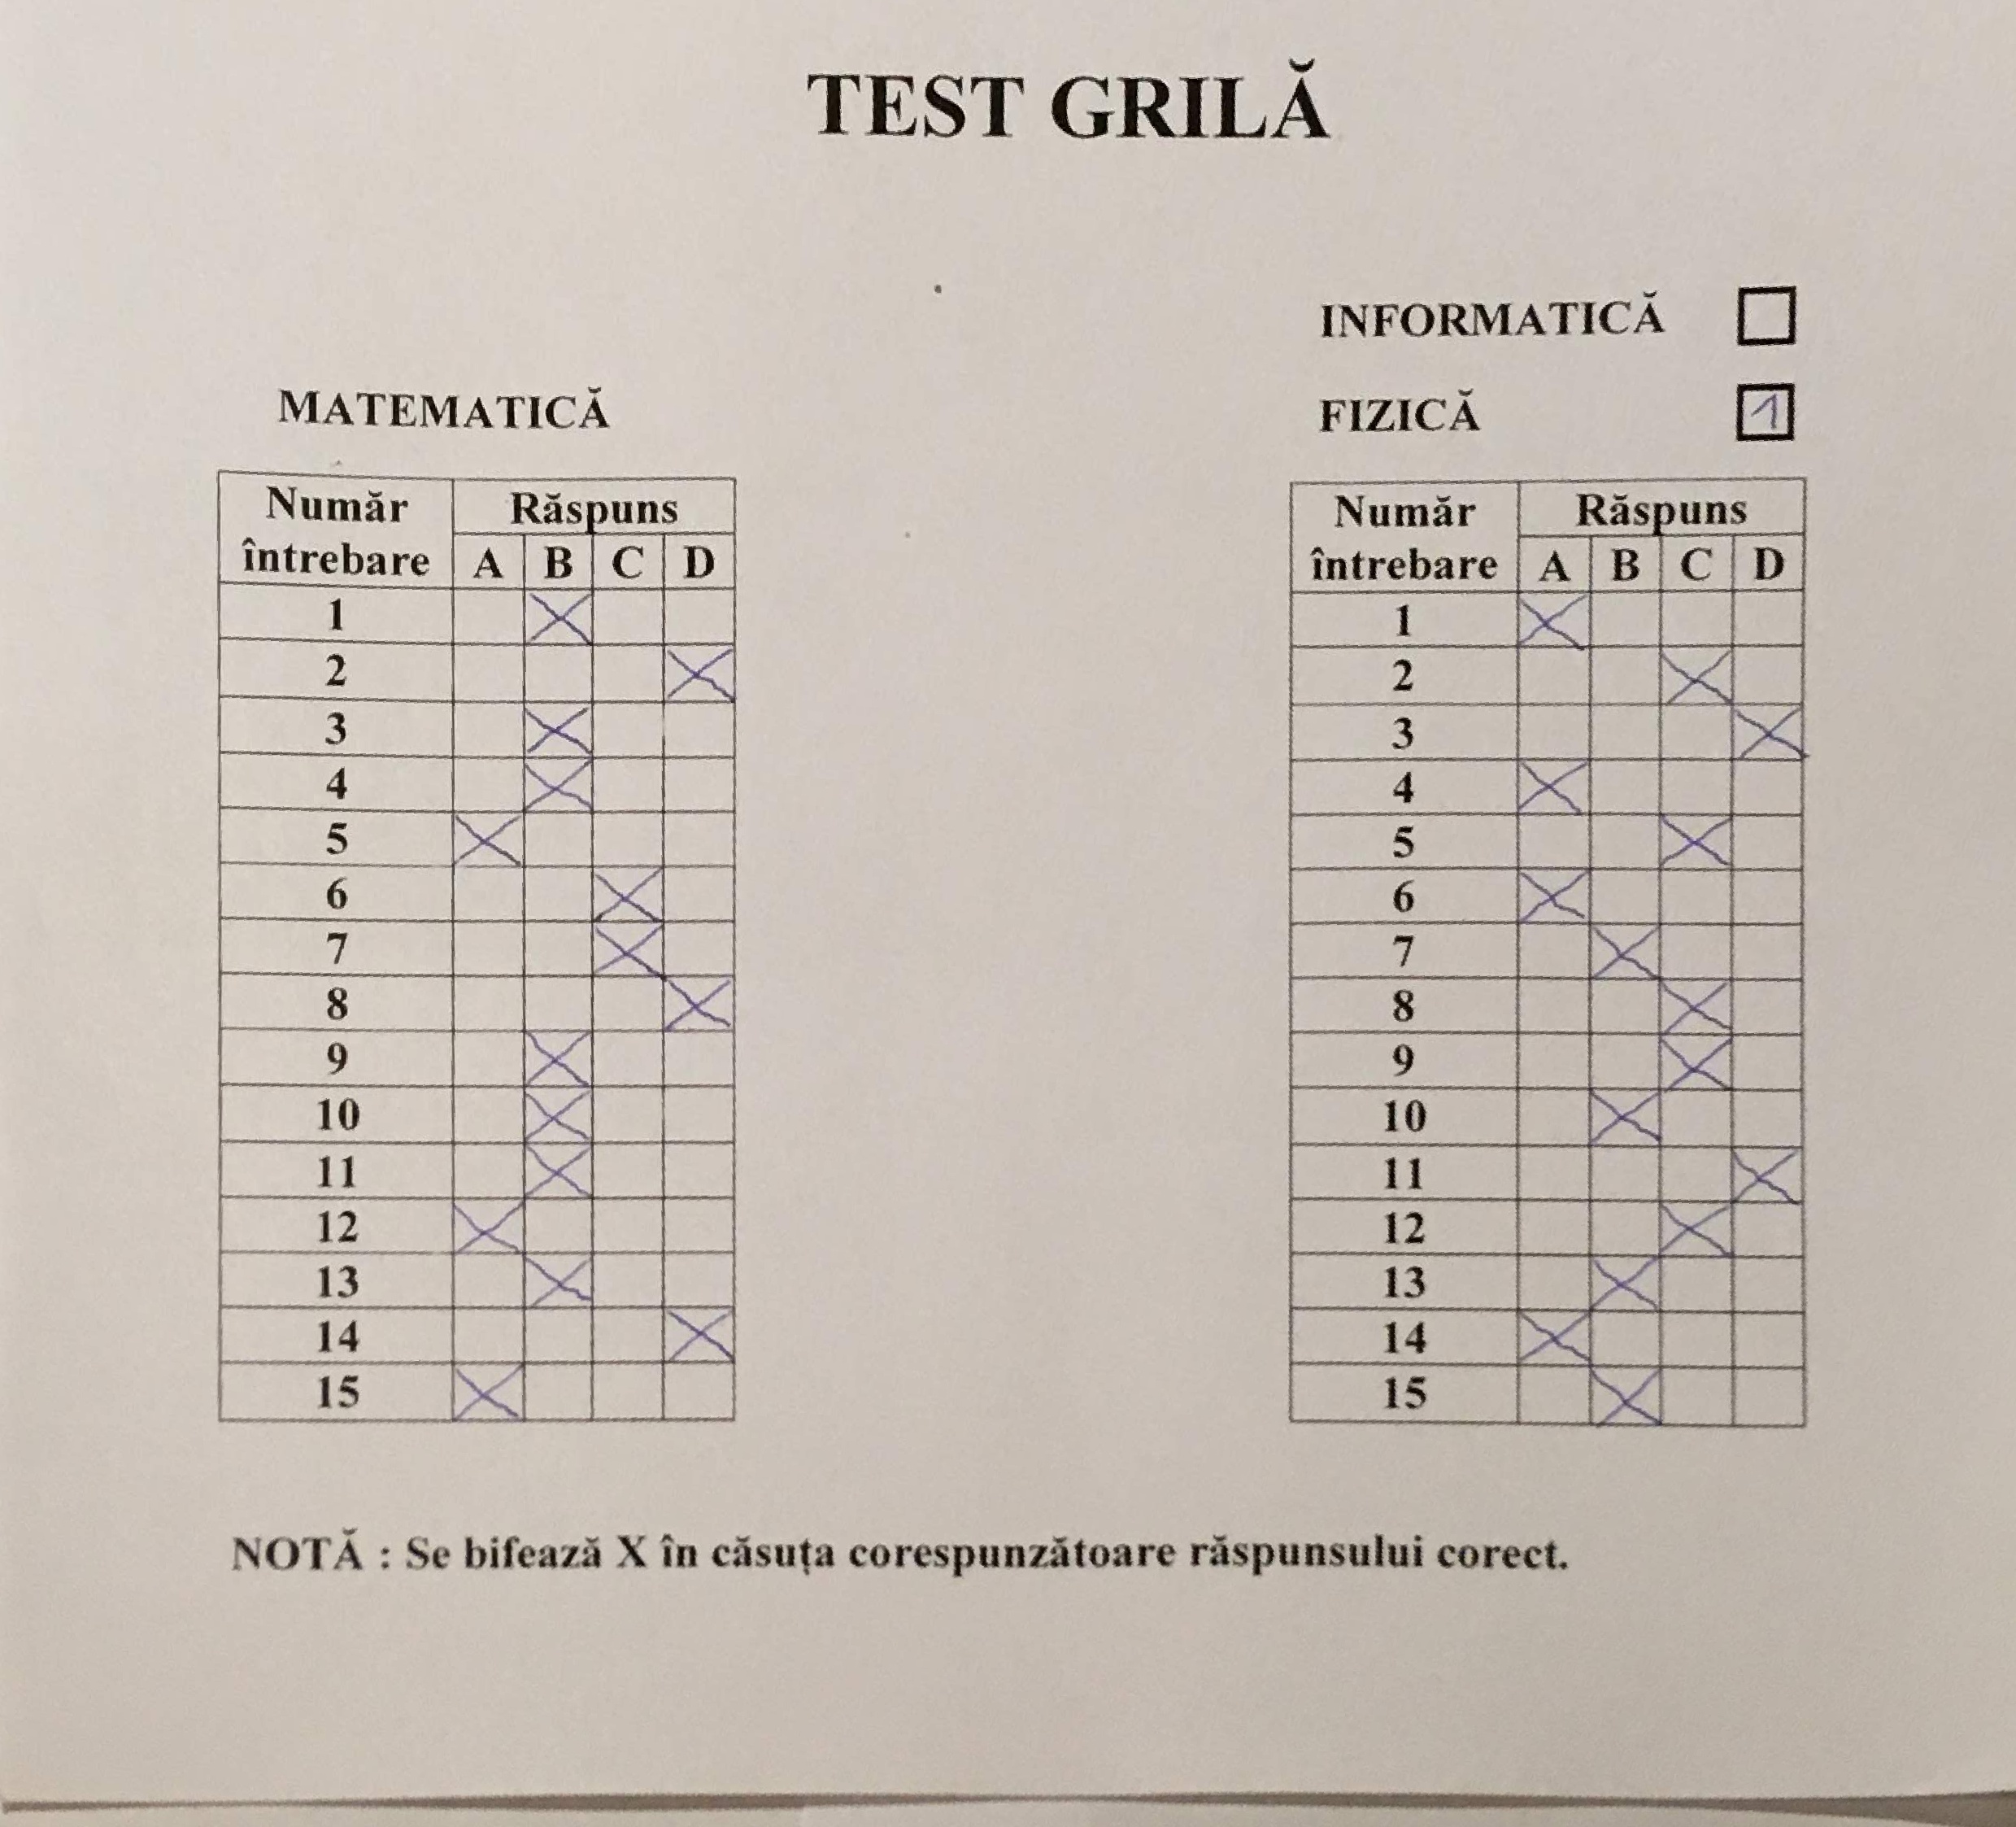 TEST GRILĂ
INFORMATICĂ
FIZICĂ 1
MATEMATICĂ
Număr întrebare Răspuns
A B C D
1 X
2 X
3 X
4 X
5 X
6 X
7 X
8 X
9 X
10 X
11 X
12 X
13 X
14 X
15 X
Număr întrebare Răspuns
A B C D
1 X
2 X
3 X
4 X
5 X
6 X
7 X
8 X
9 X
10 X
11 X
12 X
13 X
14 X
15 X
NOTĂ : Se bifează X în căsuța corespunzătoare răspunsului corect.